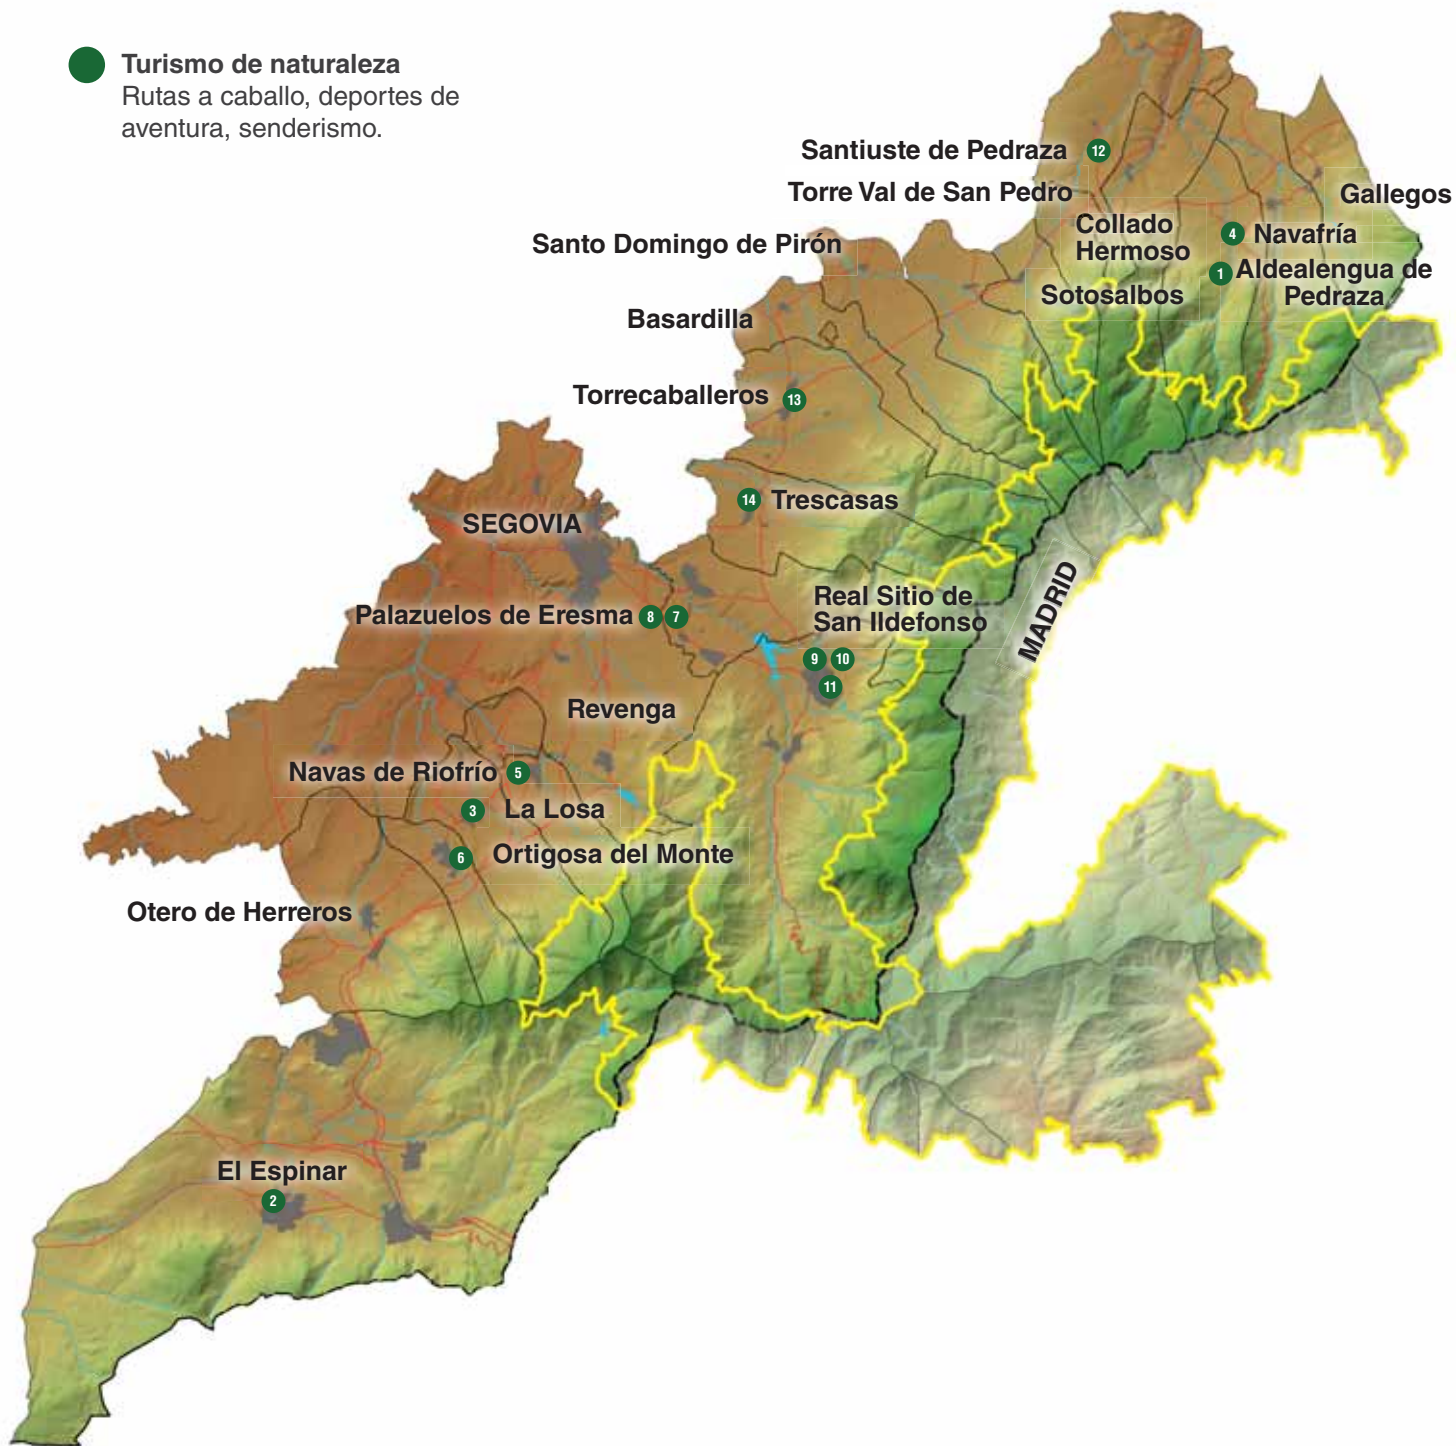 Turismo de naturaleza
Rutas a caballo, deportes de
aventura, senderismo.
Santiuste de Pedraza 12
Torre Val de San Pedro
Gallegos
Collado
Hermoso
4 Navafría
Santo Domingo de Pirón
1 Aldealengua de
Pedraza
Sotosalbos
Basardilla
Torrecaballeros 13
14 Trescasas
SEGOVIA
MADRID
Real Sitio de
San Ildefonso
Palazuelos de Eresma 8 7
9 10
11
Revenga
Navas de Riofrío 5
3 La Losa
6 Ortigosa del Monte
Otero de Herreros
El Espinar
2